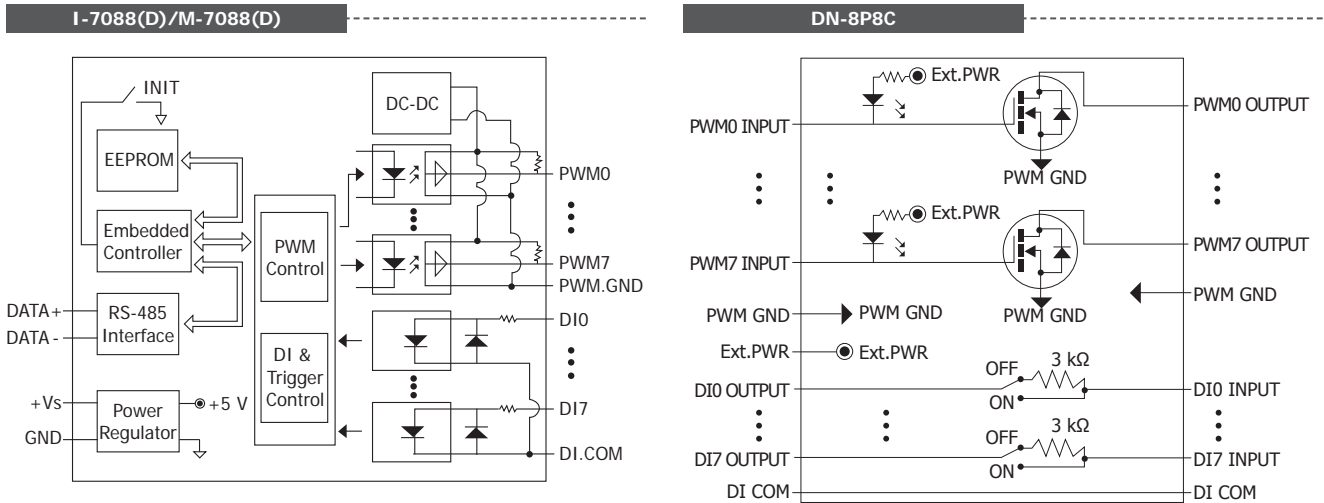 I-7088(D)/M-7088(D)
INIT
EEPROM
Embedded
Controller
DATA+
DATA -
RS-485
Interface
+Vs
GND
Power
Regulator
+5 V
PWM
Control
DI &
Trigger
Control
DC-DC
PWM0
PWM7
PWM.GND
DI0
DI7
DI.COM
DN-8P8C
Ext.PWR
PWM0 INPUT
PWM0 OUTPUT
PWM GND
Ext.PWR
PWM7 INPUT
PWM7 OUTPUT
PWM GND
PWM GND
PWM GND
PWM GND
Ext.PWR
Ext.PWR
OFF
3 kΩ
DI0 OUTPUT
DI0 INPUT
ON
OFF
3 kΩ
DI7 OUTPUT
DI7 INPUT
ON
DI COM
DI COM